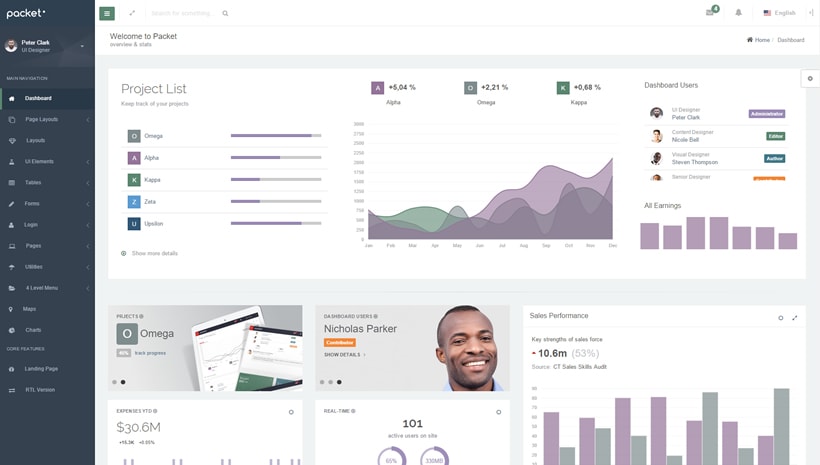 packet
Search for something
4
English
Peter Clark
UI Designer
Welcome to Packet
overview & stats
Home / Dashboard
MAIN NAVIGATION
Dashboard
Page Layouts
Layouts
UI Elements
Tables
Forms
Login
Pages
Utilities
4 Level Menu
Maps
Charts
CORE FEATURES
Landing Page
RTL Version
Project List
Keep track of your projects
O Omega
A Alpha
K Kappa
Z Zeta
U Upsilon
Show more details
A +5,04 %
Alpha
O +2,21 %
Omega
K +0,68 %
Kappa
3000
2750
2500
2250
2000
1750
1500
1250
1000
750
500
250
0
Jan Feb Mar Apr May Jun Jul Aug Sep Oct Nov Dec
Dashboard Users
UI Designer
Peter Clark
Administrator
Content Designer
Nicole Bell
Editor
Visual Designer
Steven Thompson
Author
Senior Designer
All Earnings
PROJECTS
O Omega
track progress
DASHBOARD USERS
Nicholas Parker
Contributor
SHOW DETAILS
Sales Performance
Key strengths of sales force
10.6m (53%)
Source: CT Sales Skills Audit
90
80
70
60
50
40
30
20
EXPENSES YTD
$30.6M
REAL-TIME
101
active users on site
65%
330MB